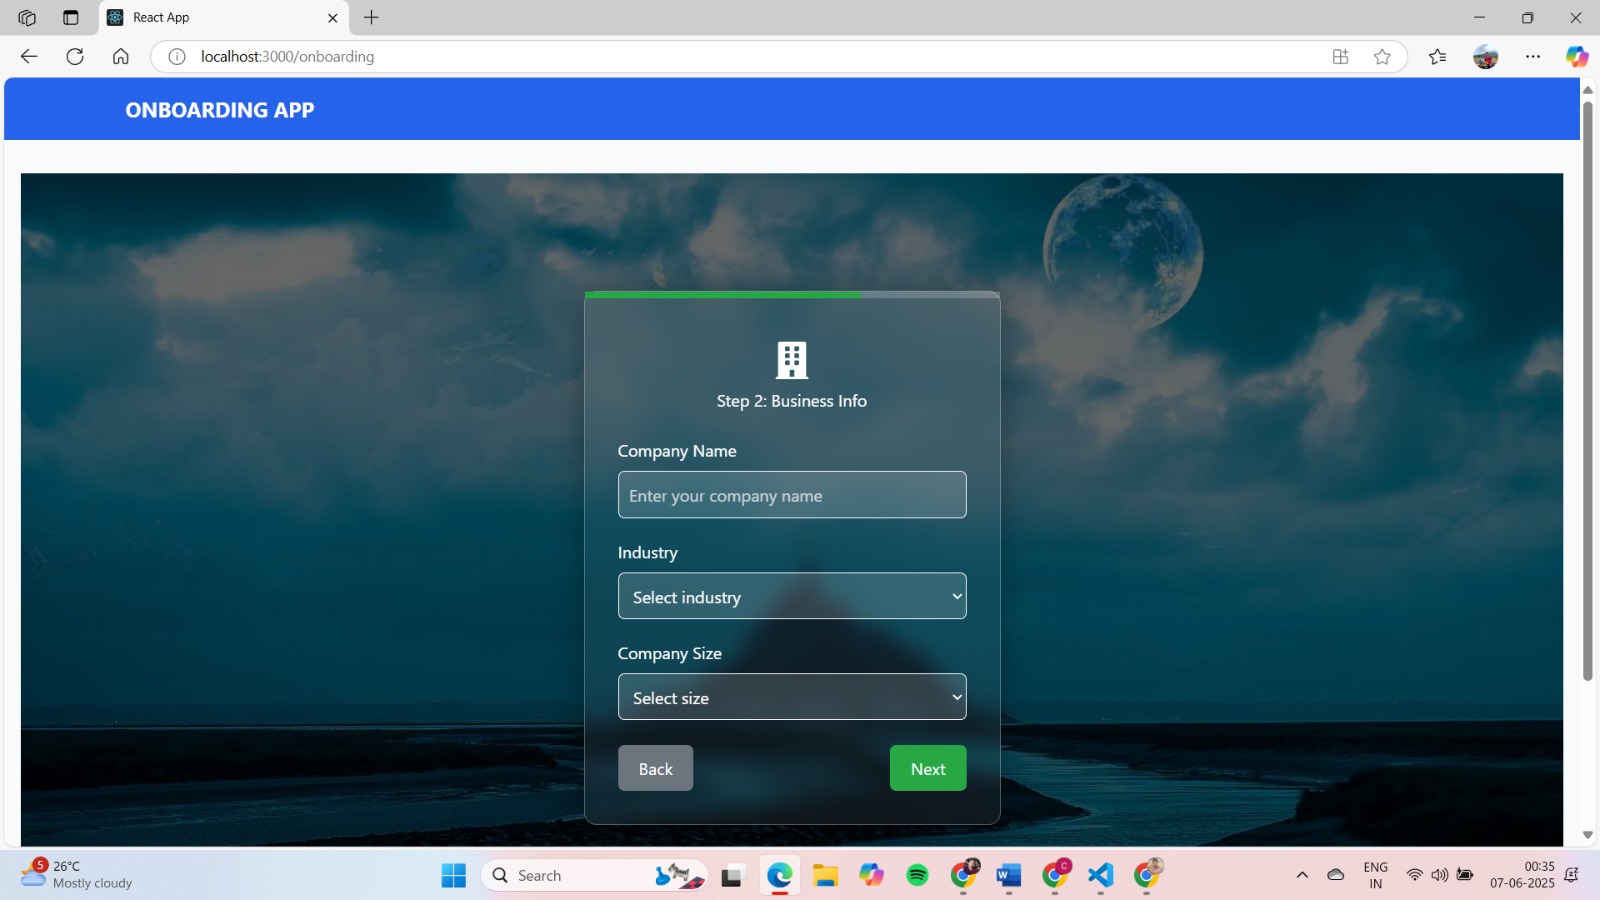 React App
localhost:3000/onboarding
ONBOARDING APP
Step 2: Business Info
Company Name
Enter your company name
Industry
Select industry
Company Size
Select size
Back
Next
5
26°C
Mostly cloudy
Search
C
ENG
IN
00:35
07-06-2025